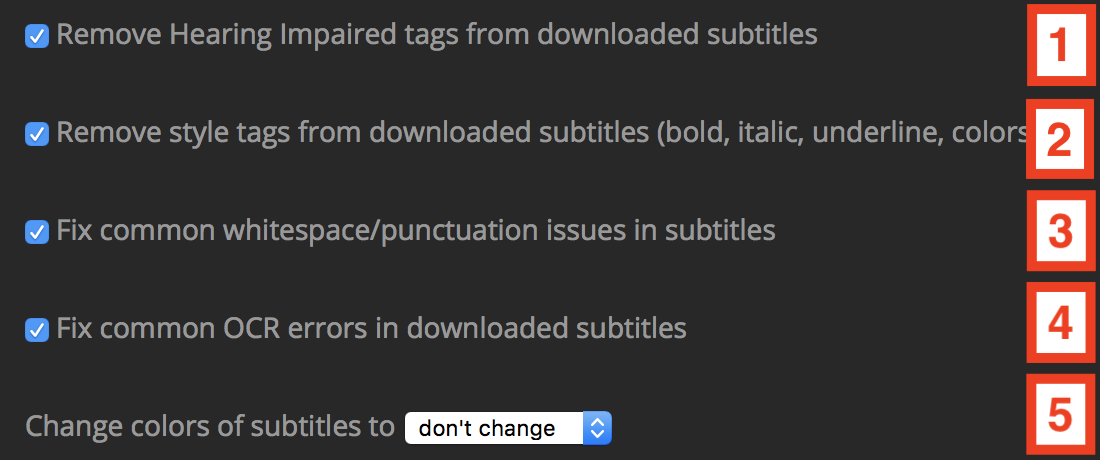 Remove Hearing Impaired tags from downloaded subtitles 1
Remove style tags from downloaded subtitles (bold, italic, underline, colors 2
Fix common whitespace/punctuation issues in subtitles 3
Fix common OCR errors in downloaded subtitles 4
Change colors of subtitles to don't change 5